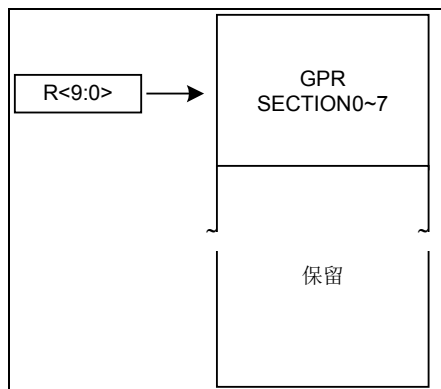 R<9:0>
GPR
SECTION0~7
~ ~
保留